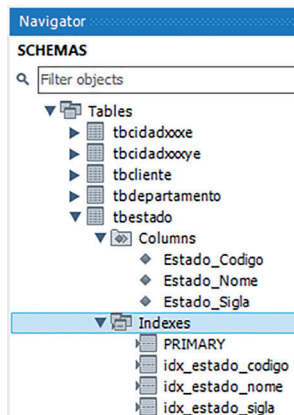 Navigator
SCHEMAS
Filter objects
Tables
tbcidadxxxe
tbcidadxxxye
tbcliente
tbdepartamento
tbestado
Columns
Estado_Codigo
Estado_Nome
Estado_Sigla
Indexes
PRIMARY
idx_estado_codigo
idx_estado_nome
idx_estado_sigla